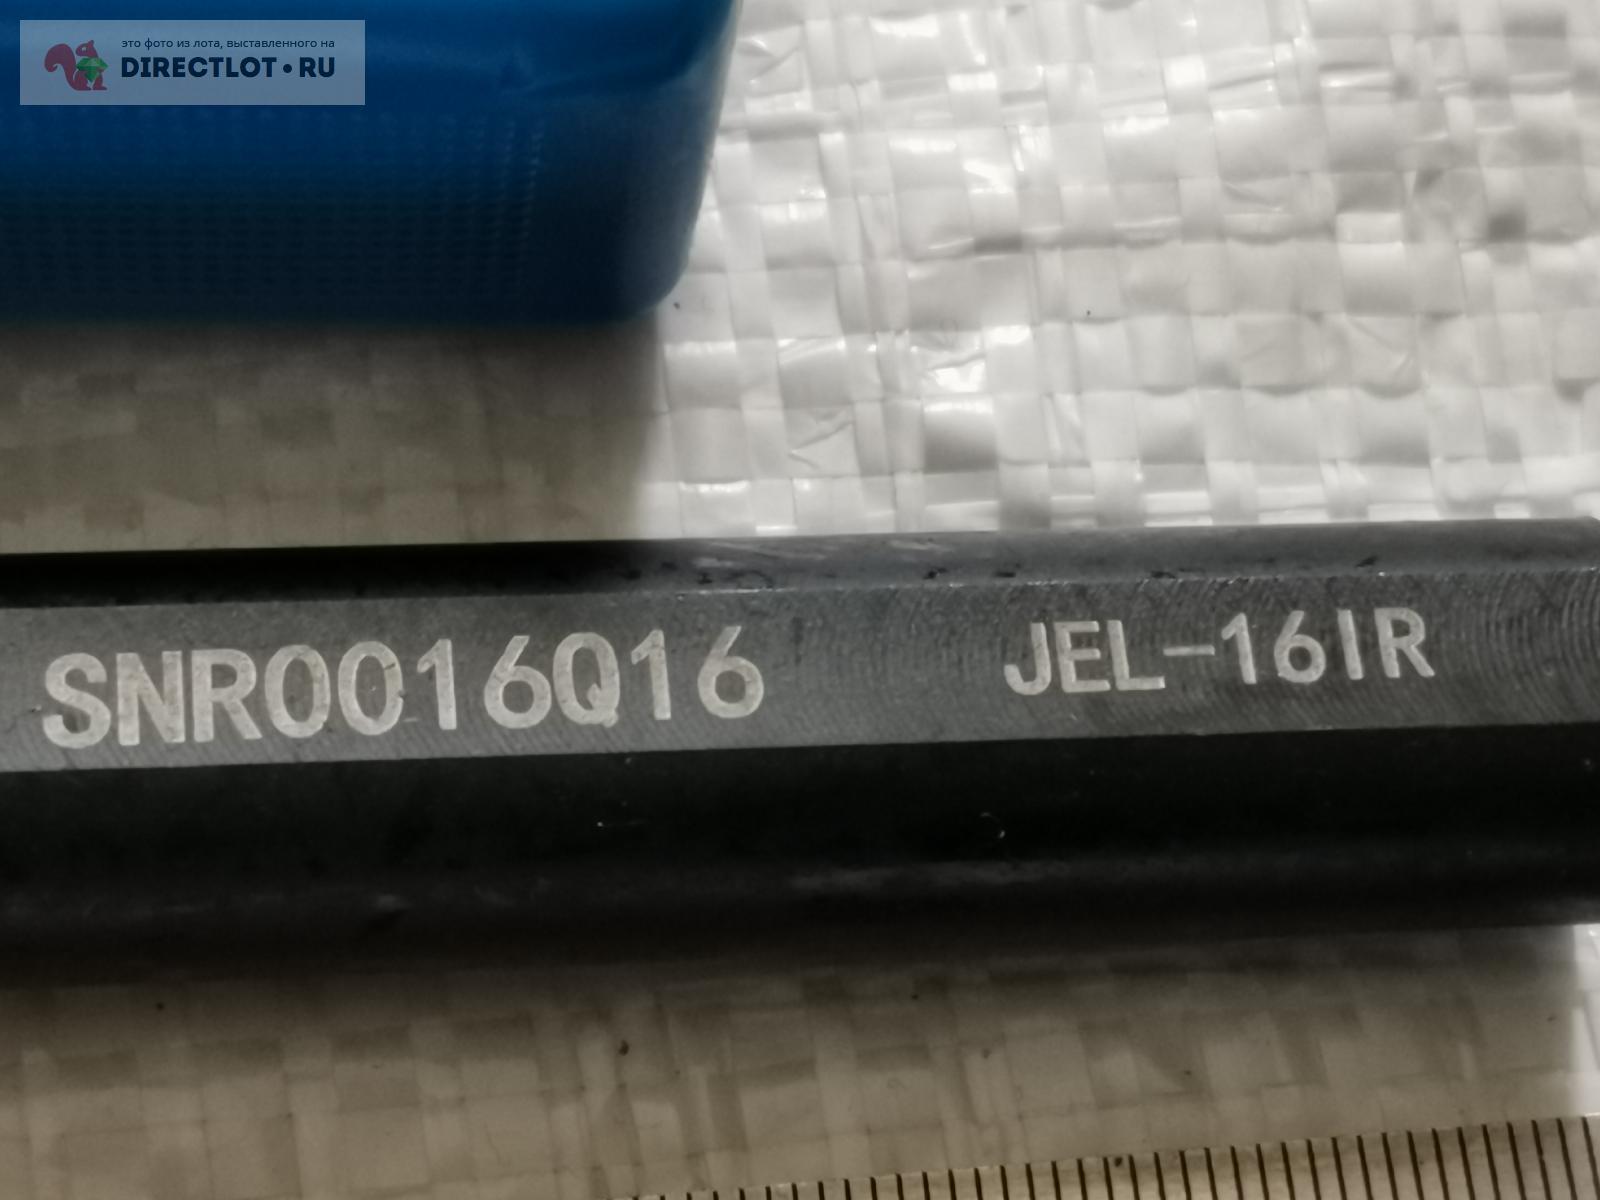 это фото из лота, выставленного на
DIRECTLOT•RU
SNR0016Q16 JEL-16IR